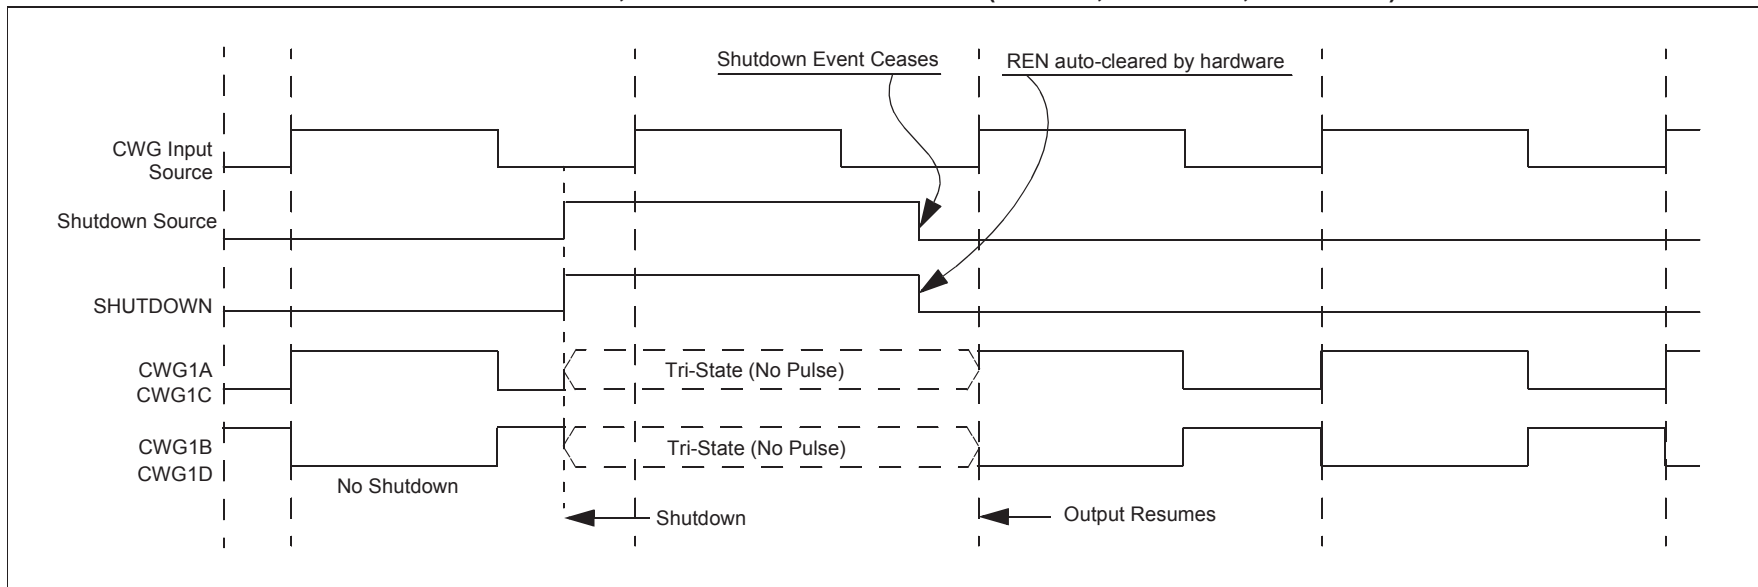 Shutdown Event Ceases
REN auto-cleared by hardware
CWG Input
Source
Shutdown Source
SHUTDOWN
CWG1A
CWG1C
Tri-State (No Pulse)
CWG1B
CWG1D
Tri-State (No Pulse)
No Shutdown
Shutdown
Output Resumes